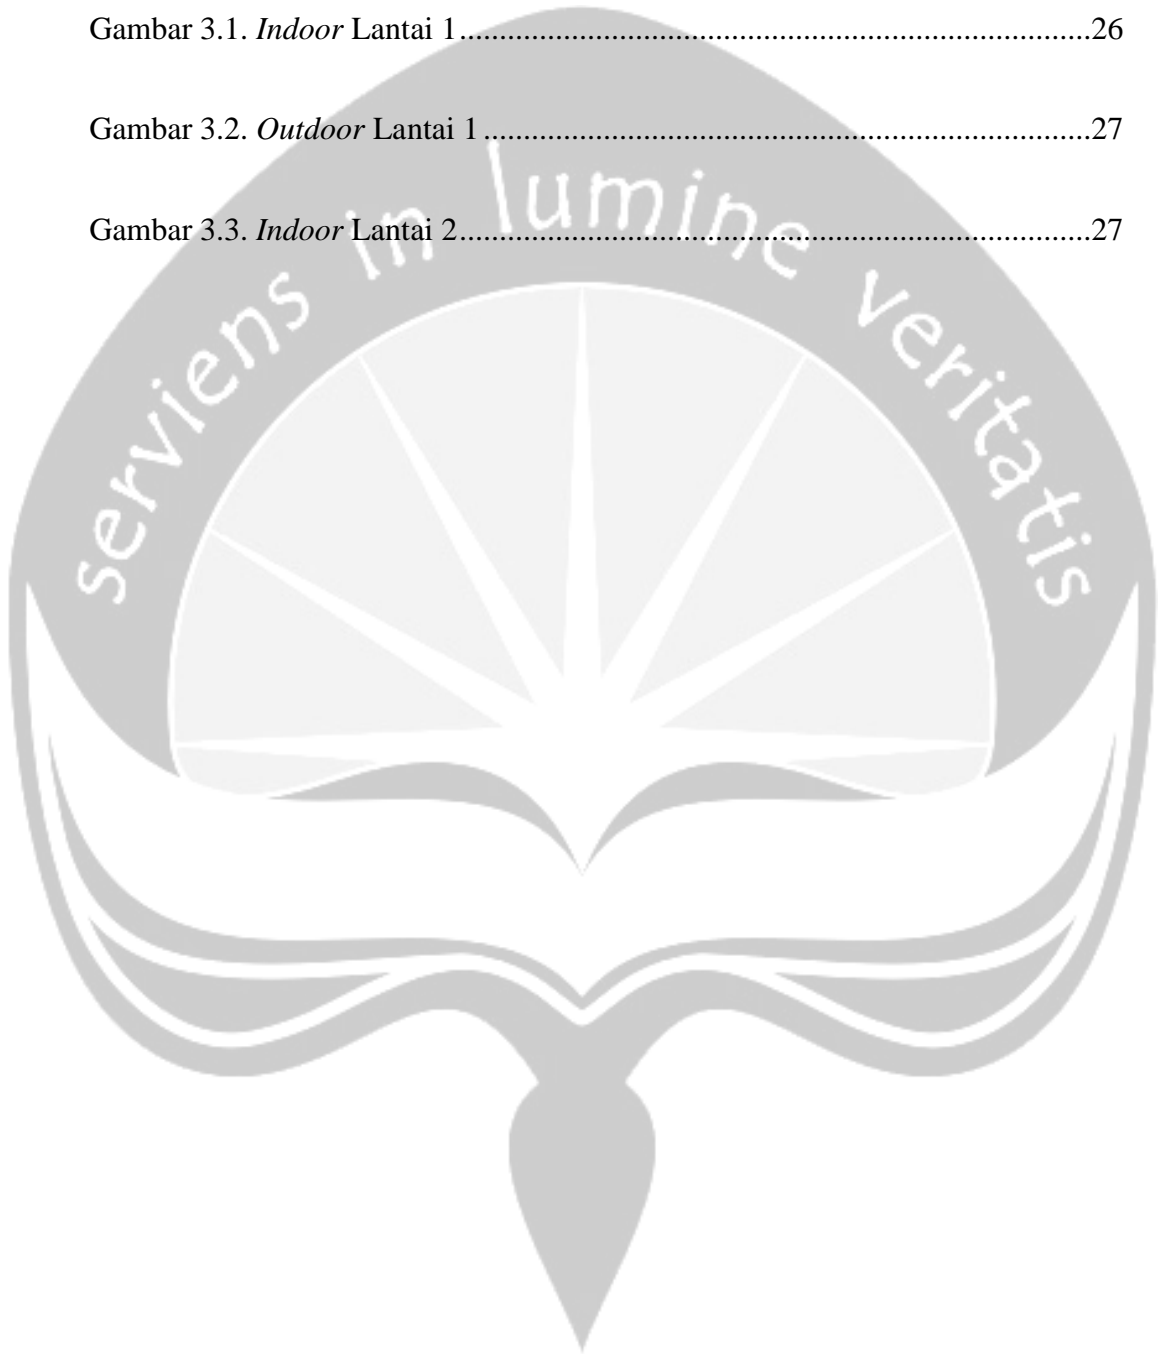 Gambar 3.1. Indoor Lantai 1..............................................................................26
Gambar 3.2. Outdoor Lantai 1...........................................................................27
Gambar 3.3. Indoor Lantai 2..............................................................................27
serviens in lumine veritatis